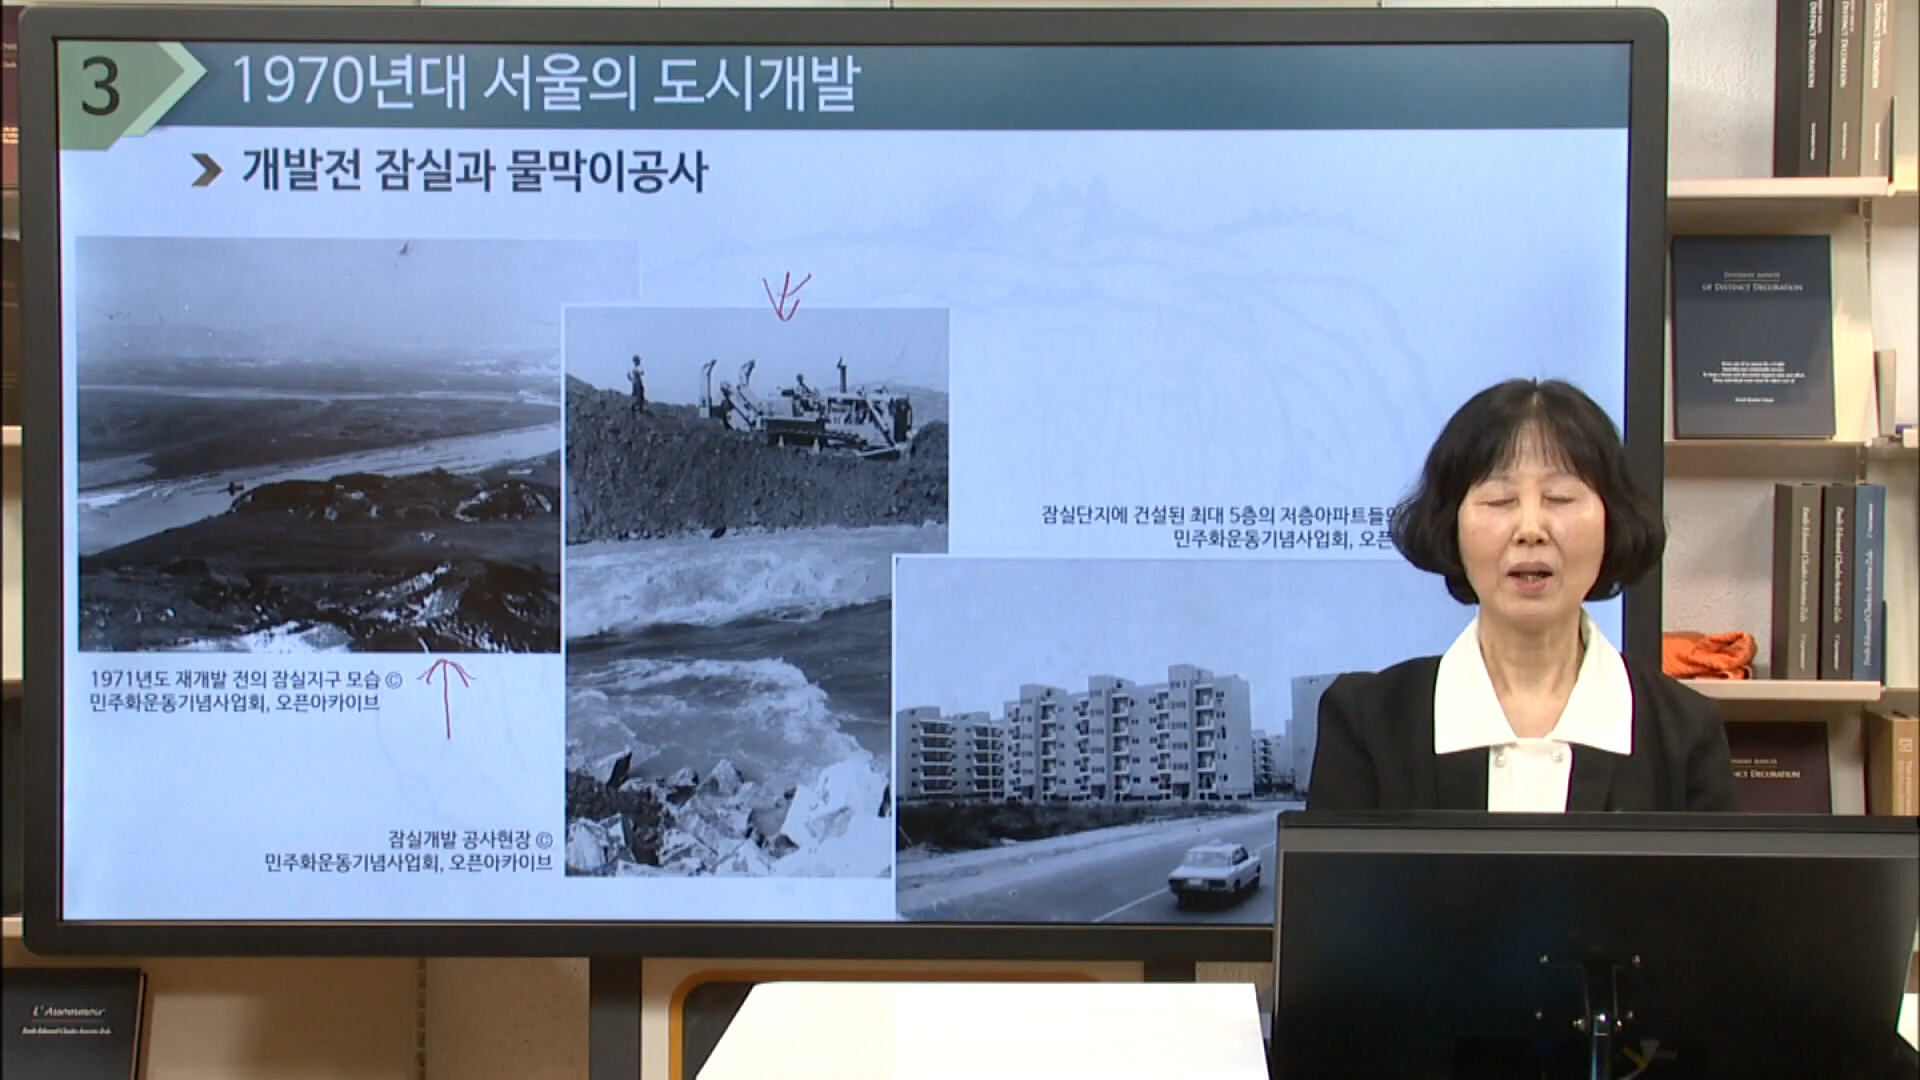 3
1970년대 서울의 도시개발
개발전 잠실과 물막이공사
1971년도 재개발 전의 잠실지구 모습 ©
민주화운동기념사업회, 오픈아카이브
잠실개발 공사현장 ©
민주화운동기념사업회, 오픈아카이브
잠실단지에 건설된 최대 5층의 저층아파트들의
민주화운동기념사업회, 오픈
OF DISTINCT DECORATION
L'Assommoir